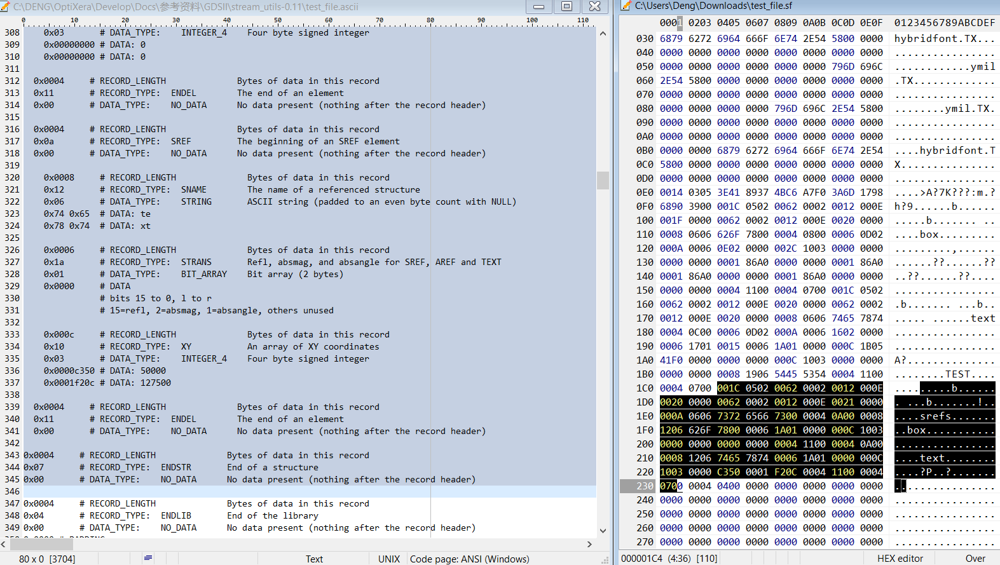 C:\DENG\OptiXera\Develop\Docs\参考资料\GDSII\stream_utils-0.11\test_file.ascii
0 10 20 30 40 50 60 70 80 90 100 110
308 0x03 # DATA_TYPE: INTEGER_4 Four byte signed integer
309 0x00000000 # DATA: 0
310 0x00000000 # DATA: 0
311
312 0x0004 # RECORD_LENGTH Bytes of data in this record
313 0x11 # RECORD_TYPE: ENDEL The end of an element
314 0x00 # DATA_TYPE: NO_DATA No data present (nothing after the record header)
315
316 0x0004 # RECORD_LENGTH Bytes of data in this record
317 0x0a # RECORD_TYPE: SREF The beginning of an SREF element
318 0x00 # DATA_TYPE: NO_DATA No data present (nothing after the record header)
319
320 0x0008 # RECORD_LENGTH Bytes of data in this record
321 0x12 # RECORD_TYPE: SNAME The name of a referenced structure
322 0x06 # DATA_TYPE: STRING ASCII string (padded to an even byte count with NULL)
323 0x74 0x65 # DATA: te
324 0x78 0x74 # DATA: xt
325
326 0x0006 # RECORD_LENGTH Bytes of data in this record
327 0x1a # RECORD_TYPE: STRANS Refl, absmag, and absangle for SREF, AREF and TEXT
328 0x01 # DATA_TYPE: BIT_ARRAY Bit array (2 bytes)
329 0x0000 # DATA
330 # bits 15 to 0, l to r
331 # 15=refl, 2=absmag, 1=absangle, others unused
332
333 0x000c # RECORD_LENGTH Bytes of data in this record
334 0x10 # RECORD_TYPE: XY An array of XY coordinates
335 0x03 # DATA_TYPE: INTEGER_4 Four byte signed integer
336 0x0000c350 # DATA: 50000
337 0x0001f20c # DATA: 127500
338
339 0x0004 # RECORD_LENGTH Bytes of data in this record
340 0x11 # RECORD_TYPE: ENDEL The end of an element
341 0x00 # DATA_TYPE: NO_DATA No data present (nothing after the record header)
342
343 0x0004 # RECORD_LENGTH Bytes of data in this record
344 0x07 # RECORD_TYPE: ENDSTR End of a structure
345 0x00 # DATA_TYPE: NO_DATA No data present (nothing after the record header)
346
347 0x0004 # RECORD_LENGTH Bytes of data in this record
348 0x04 # RECORD_TYPE: ENDLIB End of the library
349 0x00 # DATA_TYPE: NO_DATA No data present (nothing after the record header)
80 x 0 [3704] Text UNIX Code page: ANSI (Windows)
C:\Users\Deng\Downloads\test_file.sf
0001 0203 0405 0607 0809 0A0B 0C0D 0E0F 0123456789ABCDEF
030 6879 6272 6964 666F 6E74 2E54 5800 0000 hybridfont.TX...
040 0000 0000 0000 0000 0000 0000 0000 0000 ................
050 0000 0000 0000 0000 0000 0000 796D 696C ............ymil
060 2E54 5800 0000 0000 0000 0000 0000 0000 .TX.............
070 0000 0000 0000 0000 0000 0000 0000 0000 ................
080 0000 0000 0000 0000 796D 696C 2E54 5800 ........ymil.TX.
090 0000 0000 0000 0000 0000 0000 0000 0000 ................
0A0 0000 0000 0000 0000 0000 0000 0000 0000 ................
0B0 0000 0000 6879 6272 6964 666F 6E74 2E54 ....hybridfont.T
0C0 5800 0000 0000 0000 0000 0000 0000 0000 X...............
0D0 0000 0000 0000 0000 0000 0000 0000 0000 ................
0E0 0014 0305 3E41 8937 4BC6 A7F0 3A6D 1798 ....>A?7K???:m.?
0F0 6890 3900 001C 0502 0062 0002 0012 000E h?9......b......
100 001F 0000 0062 0002 0012 000E 0020 0000 .....b....... ..
110 0008 0606 626F 7800 0004 0800 0006 0D02 ....box.........
120 000A 0006 0E02 0000 002C 1003 0000 0000 .........,......
130 0000 0000 0001 86A0 0000 0000 0001 86A0 ......??......??
140 0001 86A0 0000 0000 0001 86A0 0000 0000 ..??......??....
150 0000 0000 0004 1100 0004 0700 001C 0502 ................
160 0062 0002 0012 000E 0020 0000 0062 0002 .b....... ...b..
170 0012 000E 0020 0000 0008 0606 7465 7874 ..... ......text
180 0004 0C00 0006 0D02 000A 0006 1602 0000 ................
190 0006 1701 0015 0006 1A01 0000 000C 1B05 ................
1A0 41F0 0000 0000 0000 000C 1003 0000 0000 A?..............
1B0 0000 0000 0008 1906 5445 5354 0004 1100 ........TEST....
1C0 0004 0700 001C 0502 0062 0002 0012 000E .........b......
1D0 0020 0000 0062 0002 0012 000E 0021 0000 . ...b.......!..
1E0 000A 0606 7372 6566 7300 0004 0A00 0008 ....srefs.......
1F0 1206 626F 7800 0006 1A01 0000 000C 1003 ..box...........
200 0000 0000 0000 0000 0004 1100 0004 0A00 ................
210 0008 1206 7465 7874 0006 1A01 0000 000C ....text........
220 1003 0000 C350 0001 F20C 0004 1100 0004 ....?P..?.......
230 0700 0004 0400 0000 0000 0000 0000 0000 ................
240 0000 0000 0000 0000 0000 0000 0000 0000 ................
250 0000 0000 0000 0000 0000 0000 0000 0000 ................
260 0000 0000 0000 0000 0000 0000 0000 0000 ................
270 0000 0000 0000 0000 0000 0000 0000 0000 ................
000001C4 (4:36) [110] HEX editor Over